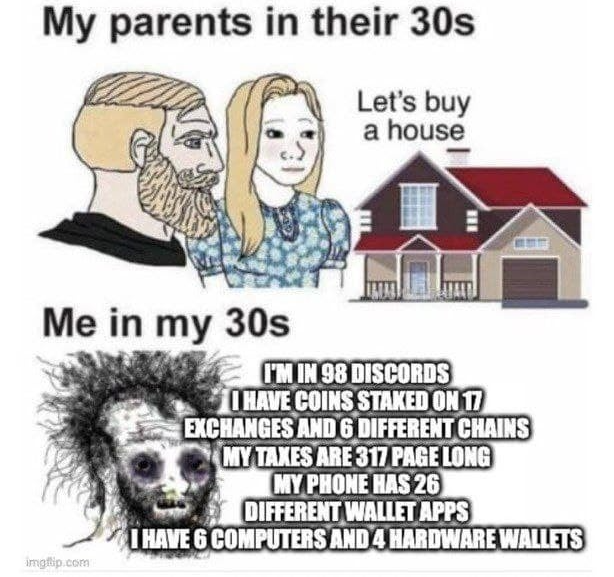 My parents in their 30s
Let's buy
a house
Me in my 30s
I'M IN 98 DISCORDS
I HAVE COINS STAKED ON 17
EXCHANGES AND 6 DIFFERENT CHAINS
MY TAXES ARE 317 PAGE LONG
MY PHONE HAS 26
DIFFERENT WALLET APPS
I HAVE 6 COMPUTERS AND 4 HARDWARE WALLETS
imgflip.com